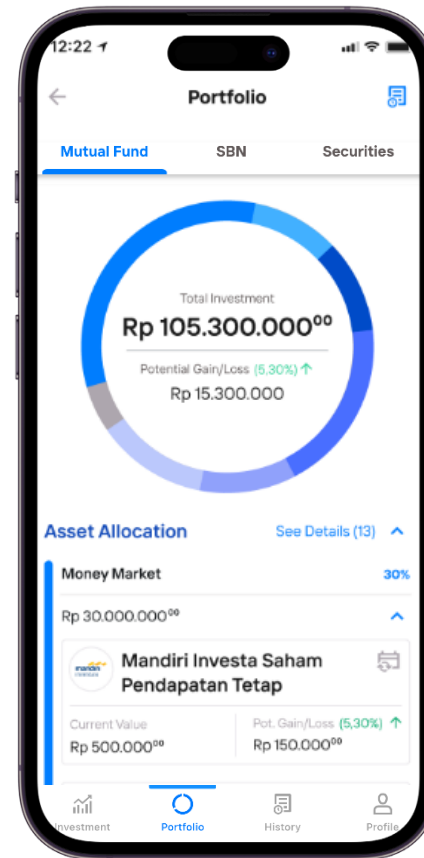 12:22
Portfolio
Mutual Fund SBN Securities
Total Investment
Rp 105.300.000⁰⁰
Potential Gain/Loss (5,30%) ↑
Rp 15.300.000
Asset Allocation See Details (13)
Money Market 30%
Rp 30.000.000⁰⁰
mandiri
Mandiri Investa Saham
Pendapatan Tetap
Current Value Pot. Gain/Loss (5,30%) ↑
Rp 500.000⁰⁰ Rp 150.000⁰⁰
Investment Portfolio History Profile